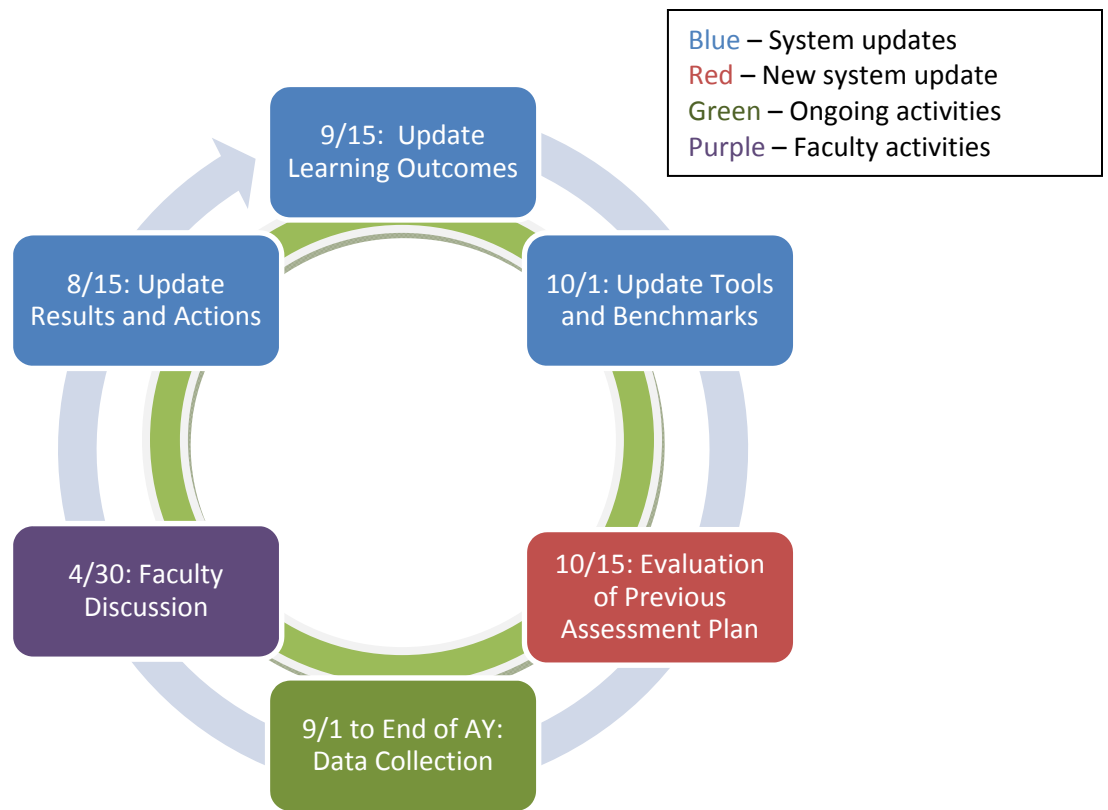 Blue – System updates
Red – New system update
Green – Ongoing activities
Purple – Faculty activities
9/15:  Update
Learning Outcomes
10/1: Update Tools
and Benchmarks
10/15: Evaluation
of Previous
Assessment Plan
9/1 to End of AY:
Data Collection
4/30: Faculty
Discussion
8/15: Update
Results and Actions